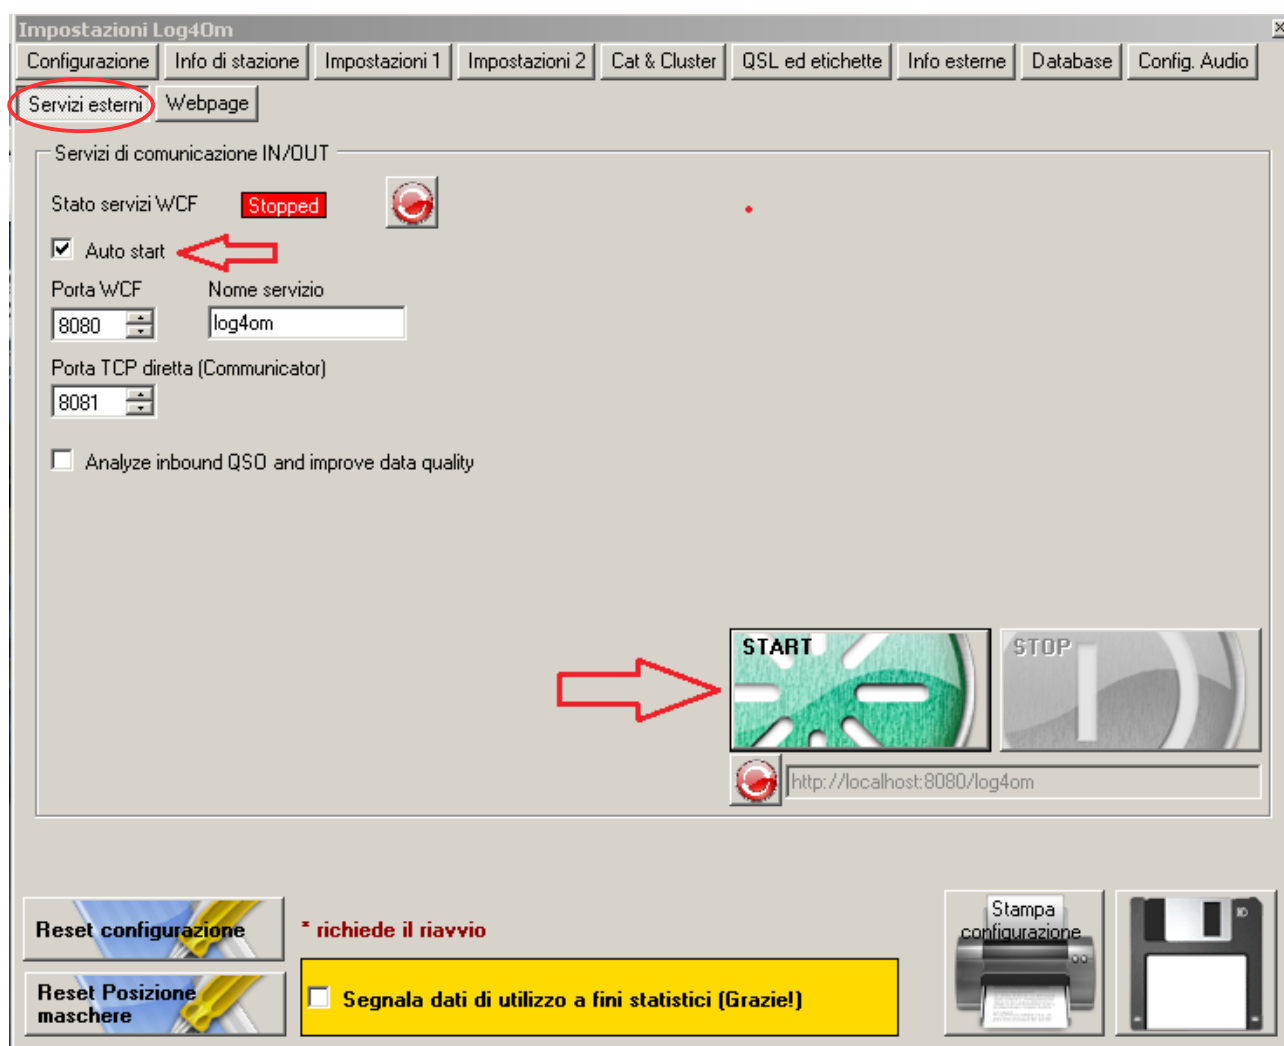 Impostazioni Log4Om
Configurazione Info di stazione Impostazioni 1 Impostazioni 2 Cat & Cluster QSL ed etichette Info esterne Database Config. Audio
Servizi esterni Webpage
Servizi di comunicazione IN/OUT
Stato servizi WCF Stopped
Auto start
Porta WCF Nome servizio
8080 log4om
Porta TCP diretta (Communicator)
8081
Analyze inbound QSO and improve data quality
START STOP
http://localhost:8080/log4om
Reset configurazione * richiede il riavvio Stampa configurazione
Reset Posizione maschere Segnala dati di utilizzo a fini statistici (Grazie!)